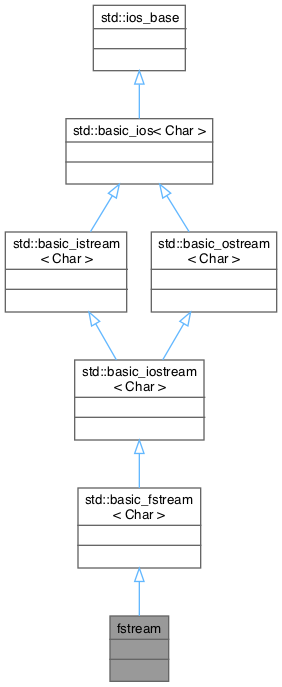 std::ios_base
std::basic_ios< Char >
std::basic_istream
< Char >
std::basic_ostream
< Char >
std::basic_iostream
< Char >
std::basic_fstream
< Char >
fstream